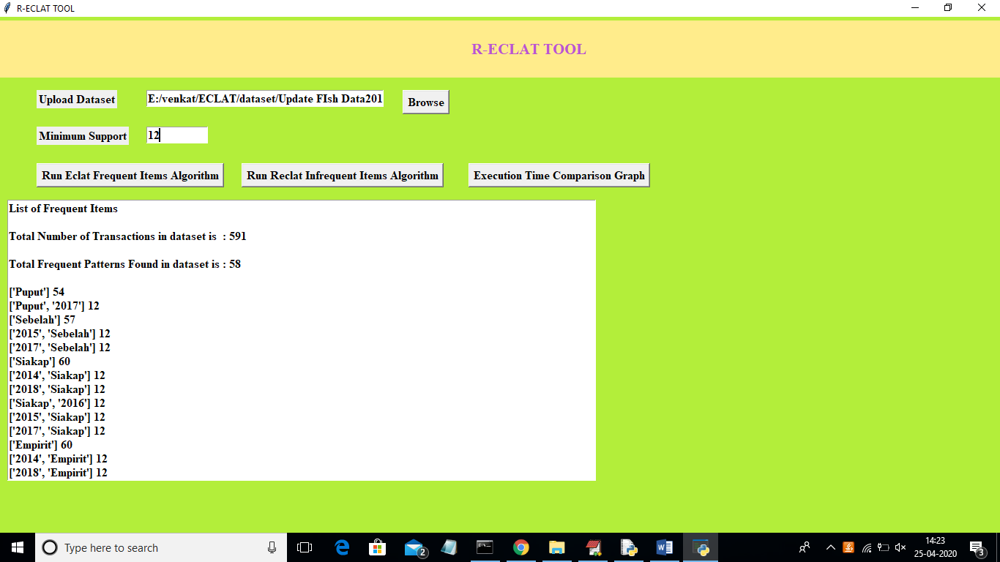 R-ECLAT TOOL
R-ECLAT TOOL
Upload Dataset E:/venkat/ECLAT/dataset/Update FIsh Data201 Browse
Minimum Support 12
Run Eclat Frequent Items Algorithm Run Reclat Infrequent Items Algorithm Execution Time Comparison Graph
List of Frequent Items
Total Number of Transactions in dataset is  : 591
Total Frequent Patterns Found in dataset is : 58
['Puput'] 54
['Puput', '2017'] 12
['Sebelah'] 57
['2015', 'Sebelah'] 12
['2017', 'Sebelah'] 12
['Siakap'] 60
['2014', 'Siakap'] 12
['2018', 'Siakap'] 12
['Siakap', '2016'] 12
['2015', 'Siakap'] 12
['2017', 'Siakap'] 12
['Empirit'] 60
['2014', 'Empirit'] 12
['2018', 'Empirit'] 12
Type here to search 2 14:23
25-04-2020 3